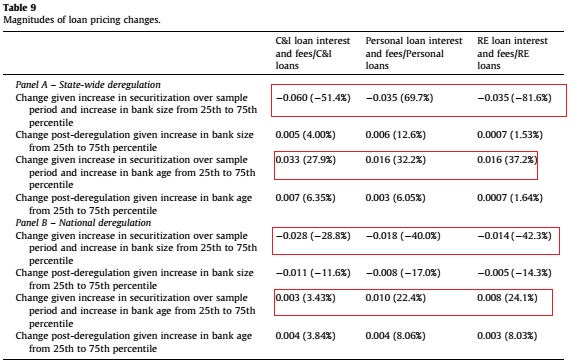 Table 9
Magnitudes of loan pricing changes.
C&I loan interest and fees/C&I loans
Personal loan interest and fees/Personal loans
RE loan interest and fees/RE loans
Panel A – State-wide deregulation
Change given increase in securitization over sample −0.060 (−51.4%) −0.035 (69.7%) −0.035 (−81.6%)
period and increase in bank size from 25th to 75th
percentile
Change post-deregulation given increase in bank size 0.005 (4.00%) 0.006 (12.6%) 0.0007 (1.53%)
from 25th to 75th percentile
Change given increase in securitization over sample 0.033 (27.9%) 0.016 (32.2%) 0.016 (37.2%)
period and increase in bank age from 25th to 75th
percentile
Change post-deregulation given increase in bank age 0.007 (6.35%) 0.003 (6.05%) 0.0007 (1.64%)
from 25th to 75th percentile
Panel B – National deregulation
Change given increase in securitization over sample −0.028 (−28.8%) −0.018 (−40.0%) −0.014 (−42.3%)
period and increase in bank size from 25th to 75th
percentile
Change post-deregulation given increase in bank size −0.011 (−11.6%) −0.008 (−17.0%) −0.005 (−14.3%)
from 25th to 75th percentile
Change given increase in securitization over sample 0.003 (3.43%) 0.010 (22.4%) 0.008 (24.1%)
period and increase in bank age from 25th to 75th
percentile
Change post-deregulation given increase in bank age 0.004 (3.84%) 0.004 (8.06%) 0.003 (8.03%)
from 25th to 75th percentile